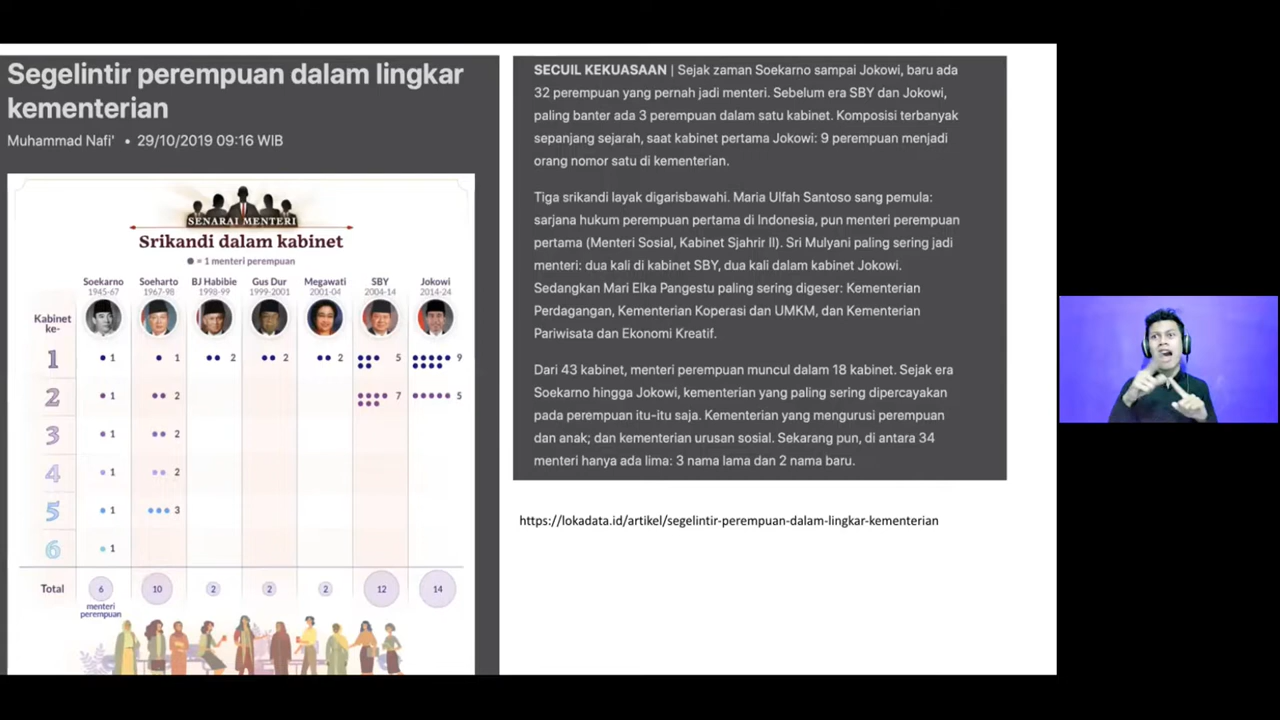 Segelintir perempuan dalam lingkar
kementerian
Muhammad Nafi' • 29/10/2019 09:16 WIB
SENARAI MENTERI
Srikandi dalam kabinet
● = 1 menteri perempuan
Soekarno Soeharto BJ Habibie Gus Dur Megawati SBY Jokowi
1945-67 1967-98 1998-99 1999-2001 2001-04 2004-14 2014-24
Kabinet
ke-
1 1 1 2 2 2 5 9
2 1 2 7 5
3 1 2
4 1 2
5 1 3
6 1
Total 6 10 2 2 2 12 14
menteri
perempuan
SECUIL KEKUASAAN | Sejak zaman Soekarno sampai Jokowi, baru ada
32 perempuan yang pernah jadi menteri. Sebelum era SBY dan Jokowi,
paling banter ada 3 perempuan dalam satu kabinet. Komposisi terbanyak
sepanjang sejarah, saat kabinet pertama Jokowi: 9 perempuan menjadi
orang nomor satu di kementerian.
Tiga srikandi layak digarisbawahi. Maria Ulfah Santoso sang pemula:
sarjana hukum perempuan pertama di Indonesia, pun menteri perempuan
pertama (Menteri Sosial, Kabinet Sjahrir II). Sri Mulyani paling sering jadi
menteri: dua kali di kabinet SBY, dua kali dalam kabinet Jokowi.
Sedangkan Mari Elka Pangestu paling sering digeser: Kementerian
Perdagangan, Kementerian Koperasi dan UMKM, dan Kementerian
Pariwisata dan Ekonomi Kreatif.
Dari 43 kabinet, menteri perempuan muncul dalam 18 kabinet. Sejak era
Soekarno hingga Jokowi, kementerian yang paling sering dipercayakan
pada perempuan itu-itu saja. Kementerian yang mengurusi perempuan
dan anak; dan kementerian urusan sosial. Sekarang pun, di antara 34
menteri hanya ada lima: 3 nama lama dan 2 nama baru.
https://lokadata.id/artikel/segelintir-perempuan-dalam-lingkar-kementerian